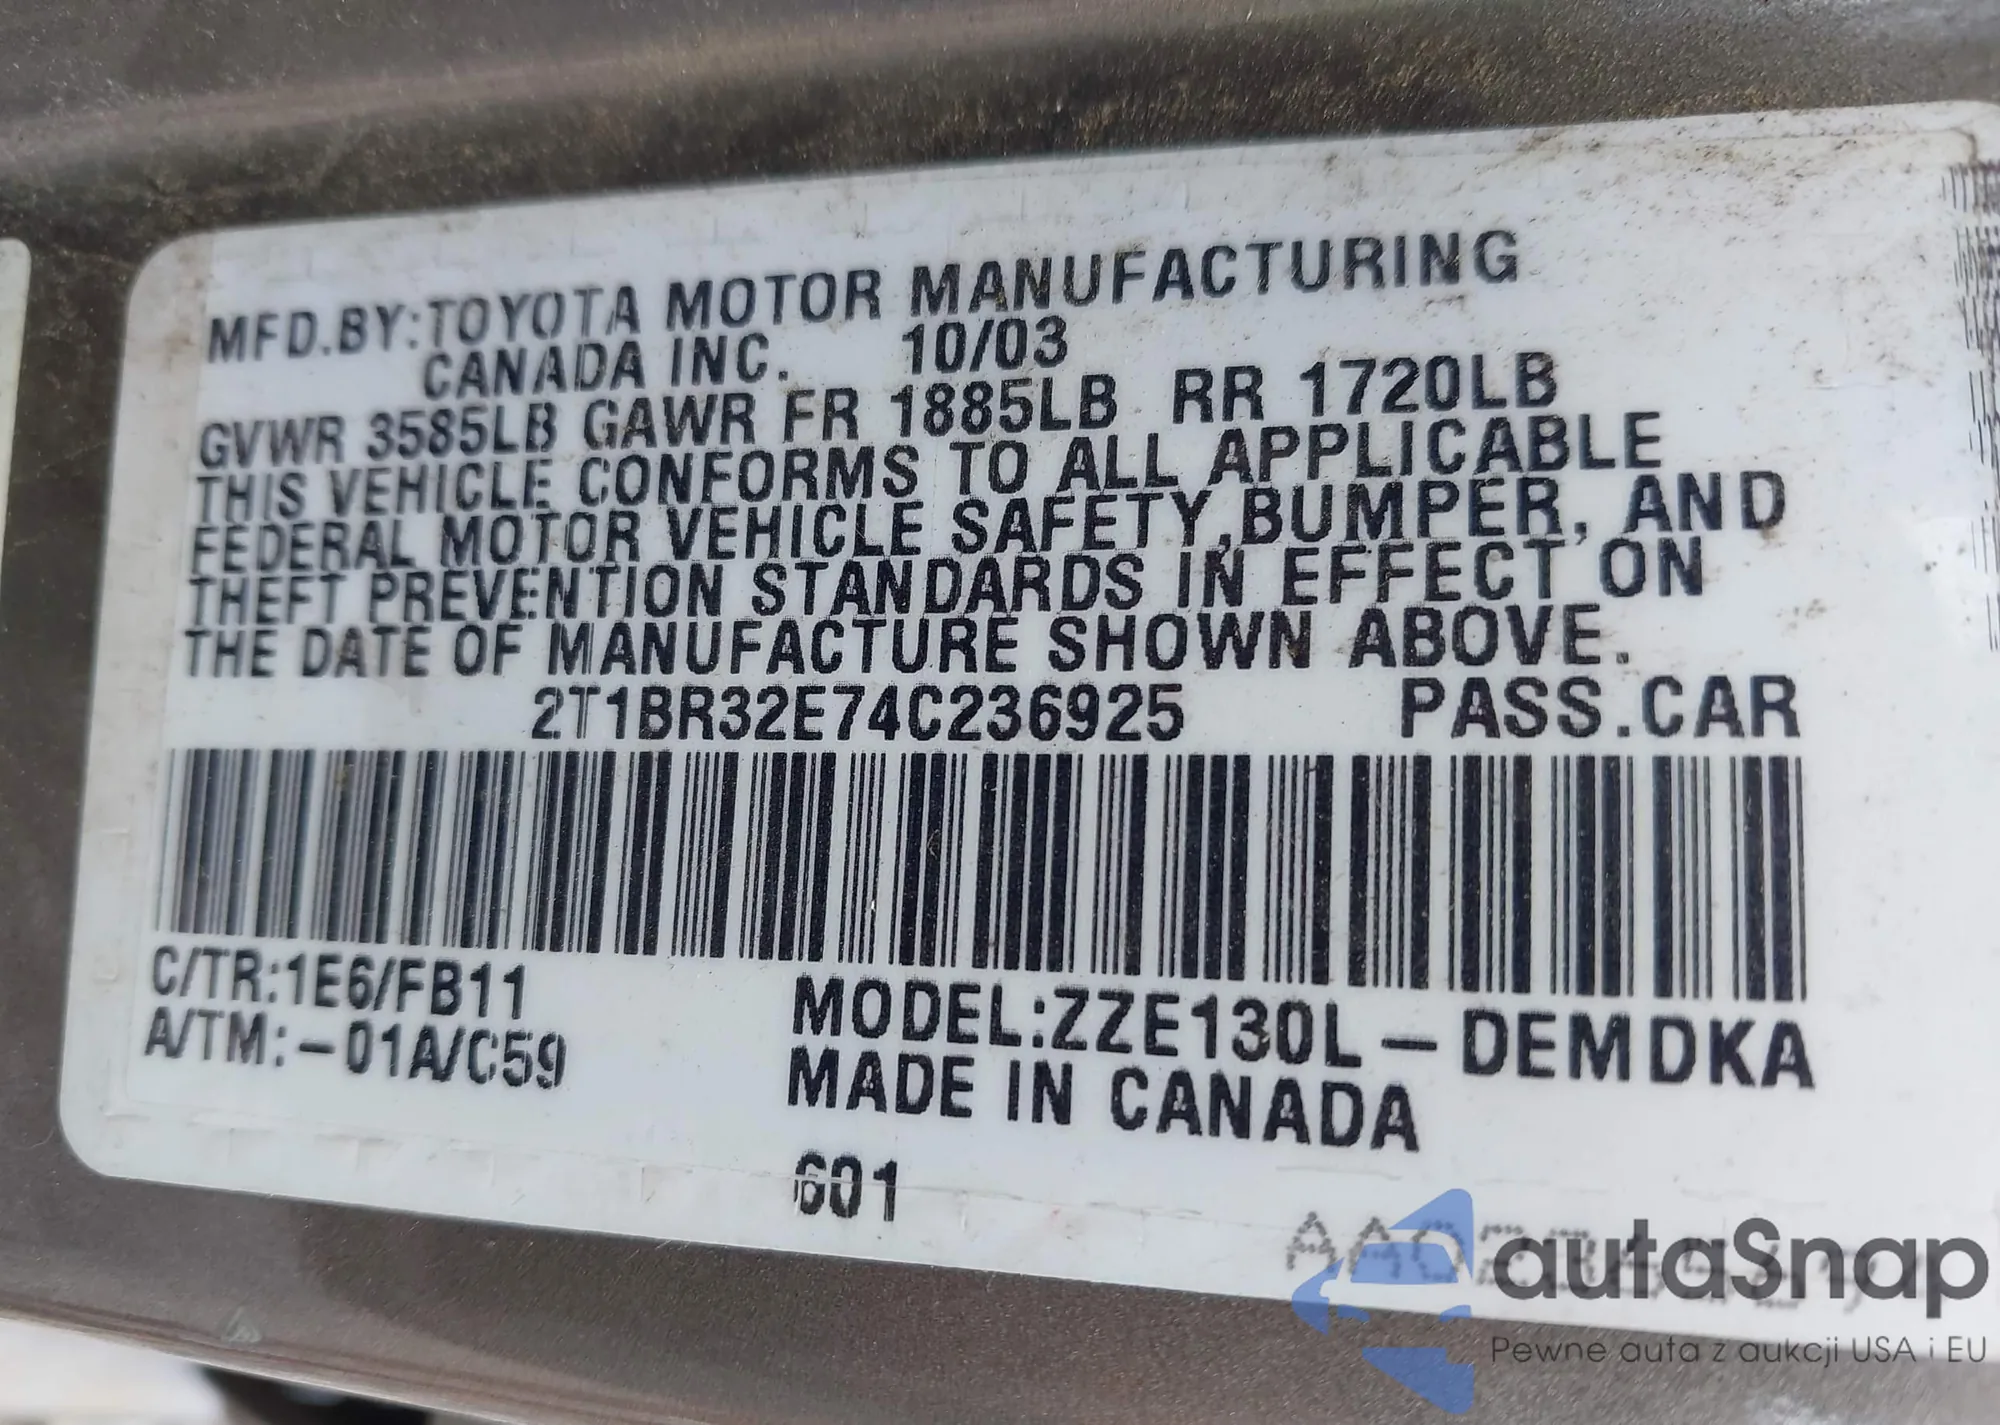 MFD.BY:TOYOTA MOTOR MANUFACTURING
CANADA INC. 10/03
GVWR 3585LB GAWR FR 1885LB RR 1720LB
THIS VEHICLE CONFORMS TO ALL APPLICABLE
FEDERAL MOTOR VEHICLE SAFETY,BUMPER, AND
THEFT PREVENTION STANDARDS IN EFFECT ON
THE DATE OF MANUFACTURE SHOWN ABOVE.
2T1BR32E74C236925 PASS.CAR
C/TR:1E6/FB11
A/TM:-01A/C59
MODEL:ZZE130L-DEMDKA
MADE IN CANADA
601
autaSnap
Pewne auta z aukcji USA i EU